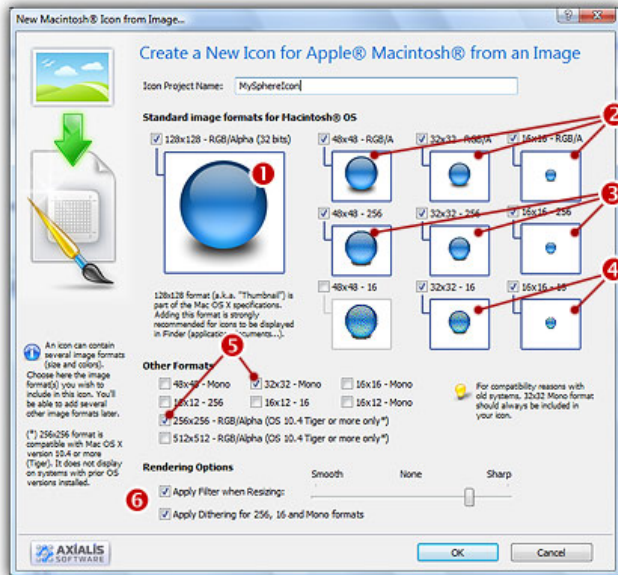 New Macintosh® Icon from Image...
Create a New Icon for Apple® Macintosh® from an Image
Icon Project Name: MySphereIcon
Standard image formats for Macintosh® OS
128x128 - RGB/Alpha (32 bits)
48x48 - RGB/A
32x32 - RGB/A
16x16 - RGB/A
2
1
48x48 - 256
32x32 - 256
16x16 - 256
3
48x48 - 16
32x32 - 16
16x16 - 16
4
128x128 format (a.k.a. "Thumbnail") is
part of the Mac OS X specifications.
Adding this format is strongly
recommended for icons to be displayed
in Finder (application, documents...).
5
An icon can contain
several image formats
(size and colors).
Choose here the image
format(s) you wish to
include in this icon. You'll
be able to add several
other image formats later.
(*) 256x256 format is
compatible with Mac OS X
version 10.4 or more
(Tiger). It does not display
on systems with prior OS
versions installed.
Other Formats
48x48 - Mono
32x32 - Mono
16x16 - Mono
16x12 - 256
16x12 - 16
16x12 - Mono
256x256 - RGB/Alpha (OS 10.4 Tiger or more only*)
512x512 - RGB/Alpha (OS 10.4 Tiger or more only*)
For compatibility reasons with
old systems, 32x32 Mono format
should always be included in
your icon.
Rendering Options
Smooth None Sharp
6
Apply Filter when Resizing:
Apply Dithering for 256, 16 and Mono formats
AXIALIS
SOFTWARE
OK
Cancel